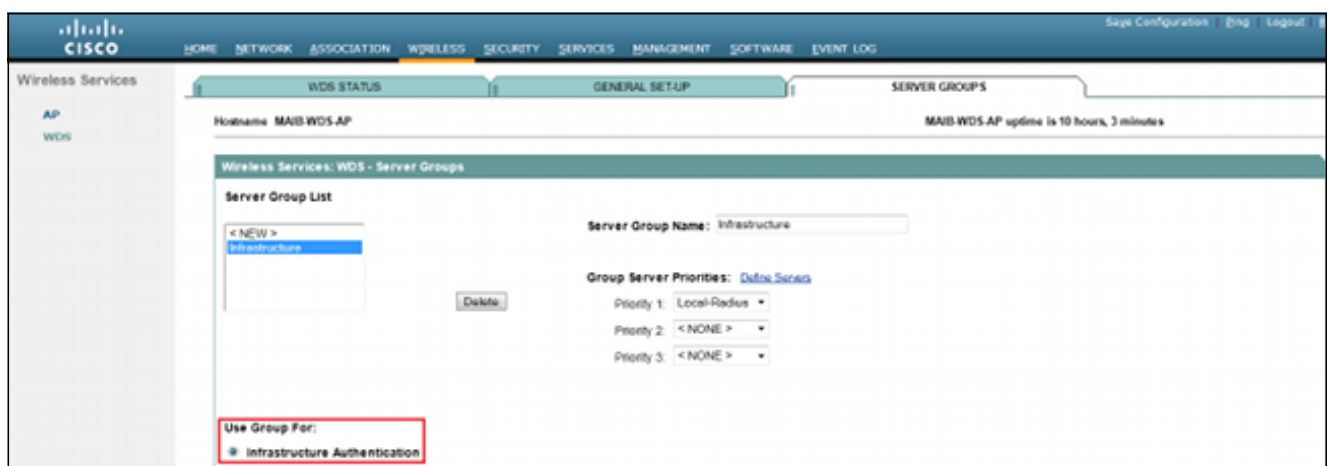 Save Configuration Ping Logout
CISCO
HOME NETWORK ASSOCIATION WIRELESS SECURITY SERVICES MANAGEMENT SOFTWARE EVENT LOG
Wireless Services
AP
WDS
WDS STATUS GENERAL SET-UP SERVER GROUPS
Hostname MAIB-WDS-AP MAIB-WDS-AP uptime is 10 hours, 3 minutes
Wireless Services: WDS - Server Groups
Server Group List
< NEW >
Infrastructure
Delete
Server Group Name: Infrastructure
Group Server Priorities: Define Servers
Priority 1: Local-Radius
Priority 2: < NONE >
Priority 3: < NONE >
Use Group For:
Infrastructure Authentication